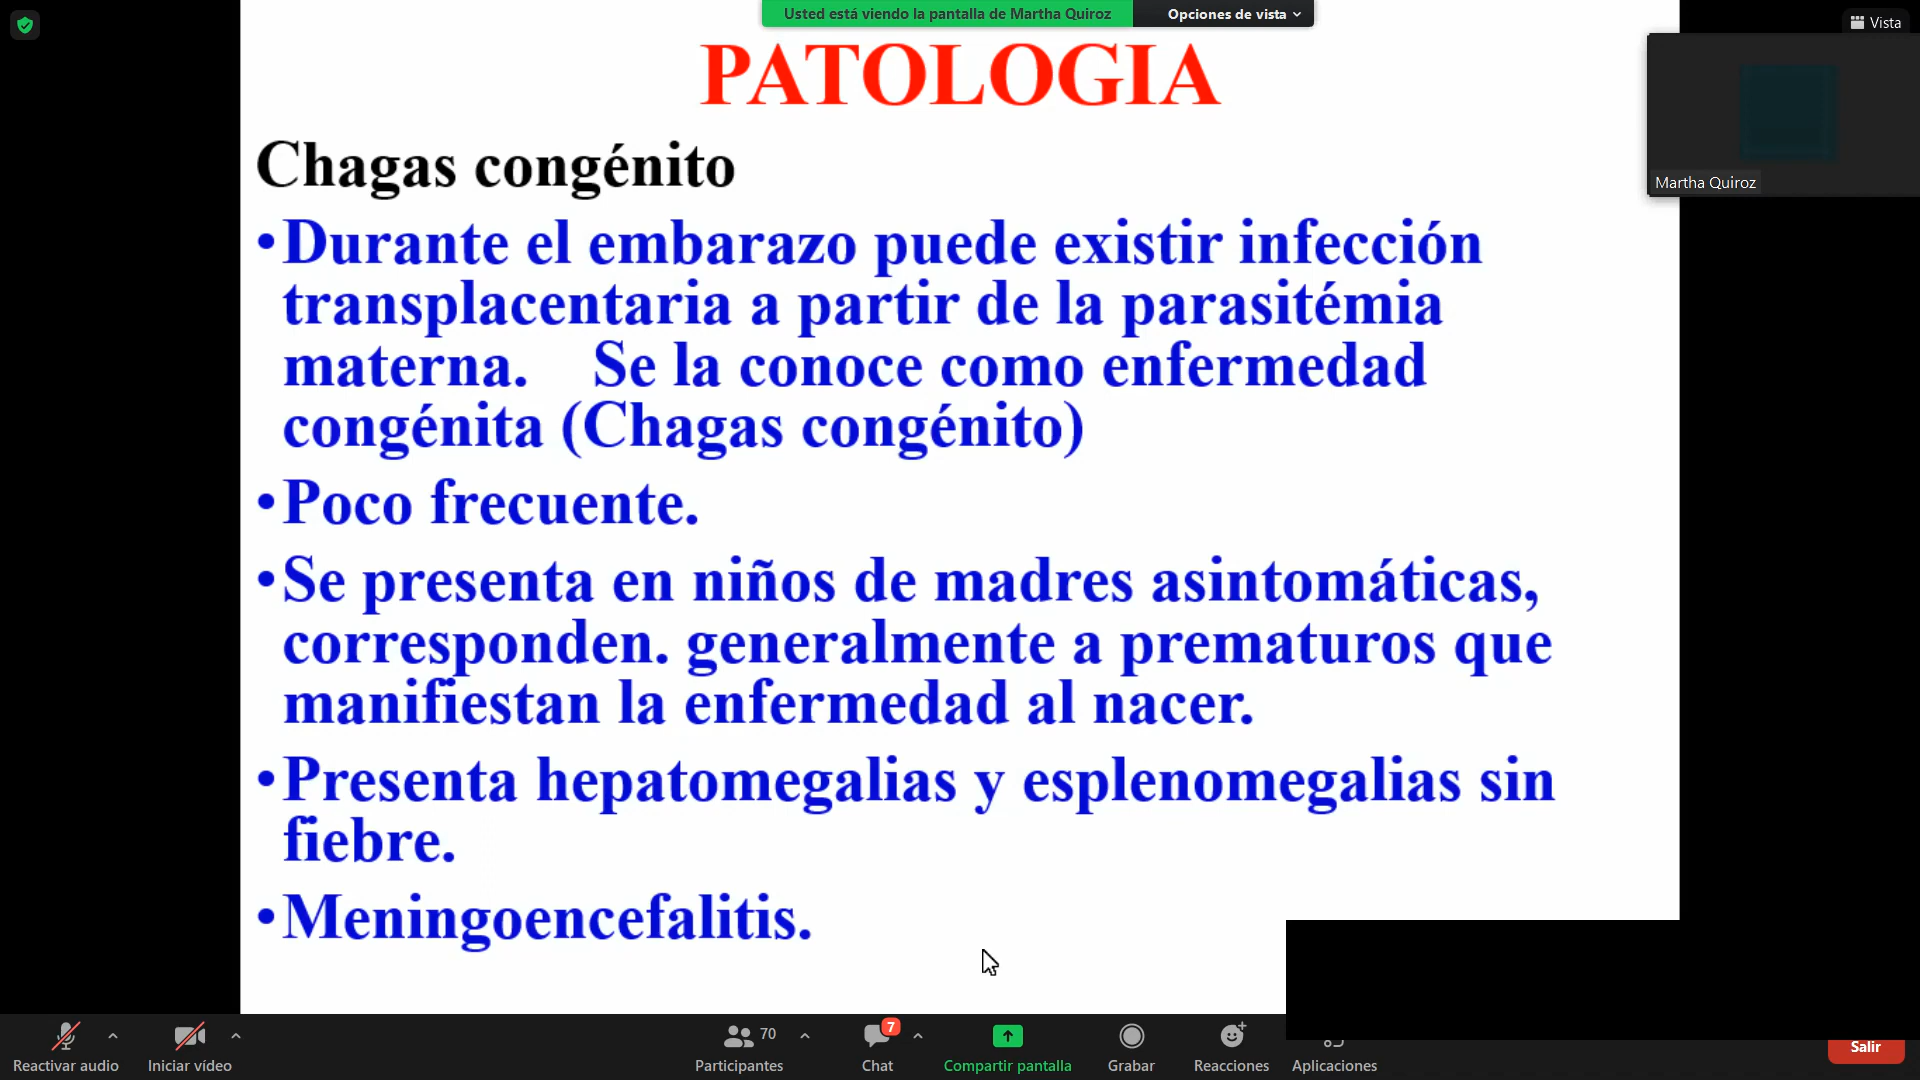 Usted está viendo la pantalla de Martha Quiroz
Opciones de vista
Vista
PATOLOGIA
Martha Quiroz
Chagas congénito
•Durante el embarazo puede existir infección
transplacentaria a partir de la parasitémia
materna. Se la conoce como enfermedad
congénita (Chagas congénito)
•Poco frecuente.
•Se presenta en niños de madres asintomáticas,
corresponden. generalmente a prematuros que
manifiestan la enfermedad al nacer.
•Presenta hepatomegalias y esplenomegalias sin
fiebre.
•Meningoencefalitis.
70
7
Reactivar audio
Iniciar vídeo
Participantes
Chat
Compartir pantalla
Grabar
Reacciones
Aplicaciones
Salir